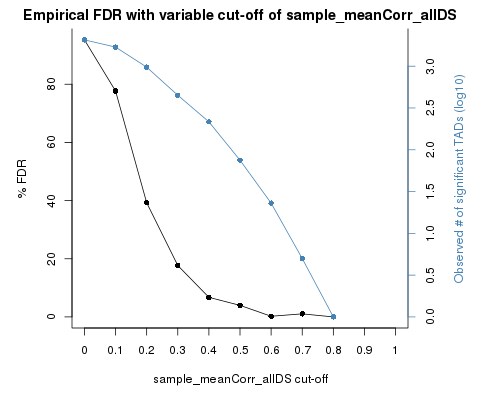 Empirical FDR with variable cut-off of sample_meanCorr_allDS
% FDR
0
20
40
60
80
0.0
0.5
1.0
1.5
2.0
2.5
3.0
Observed # of significant TADs (log10)
0 0.1 0.2 0.3 0.4 0.5 0.6 0.7 0.8 0.9 1
sample_meanCorr_allDS cut-off